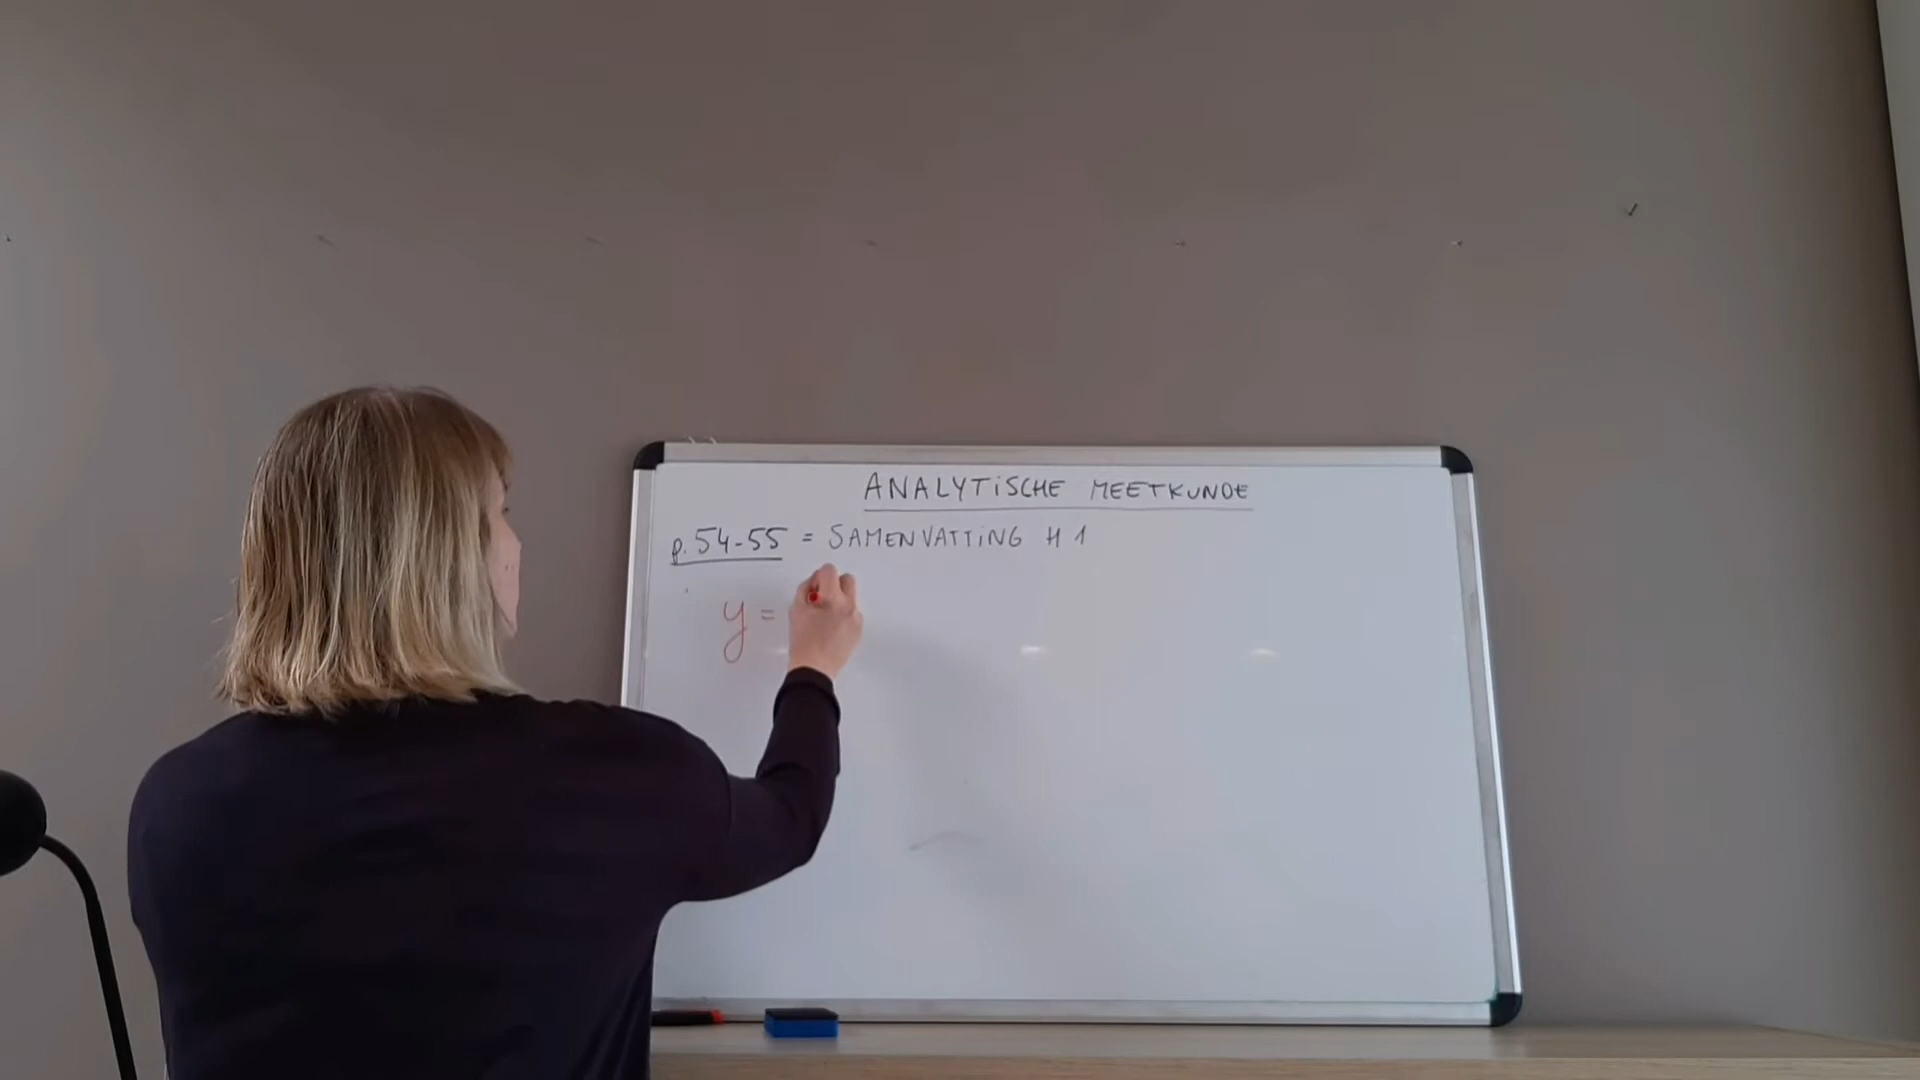 ANALYTISCHE MEETKUNDE
p. 54-55 = SAMENVATTING H 1
y =